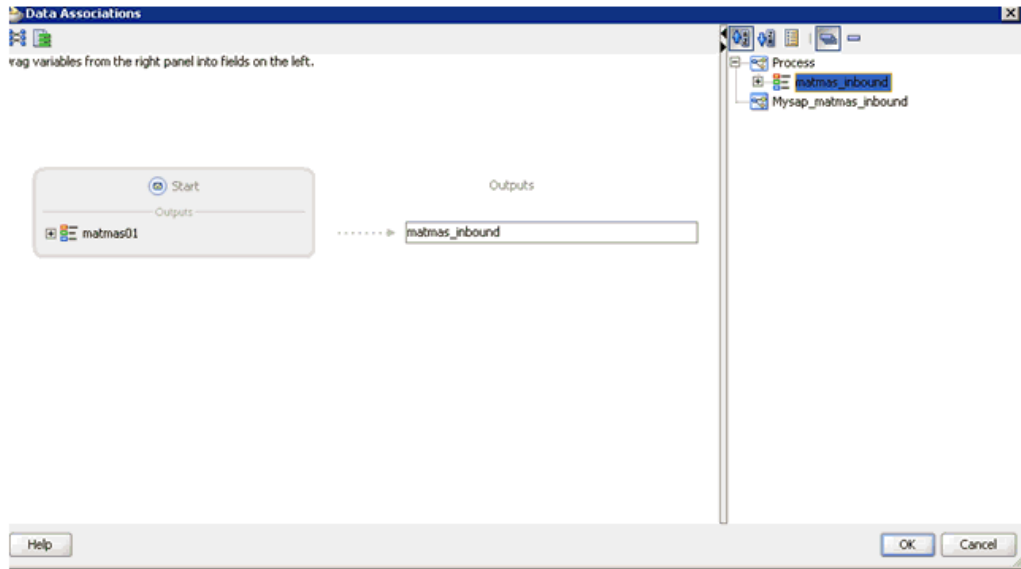 Data Associations
rag variables from the right panel into fields on the left.
Process
matmas_inbound
Mysap_matmas_inbound
Start
Outputs
Outputs
matmas01
matmas_inbound
Help
OK
Cancel